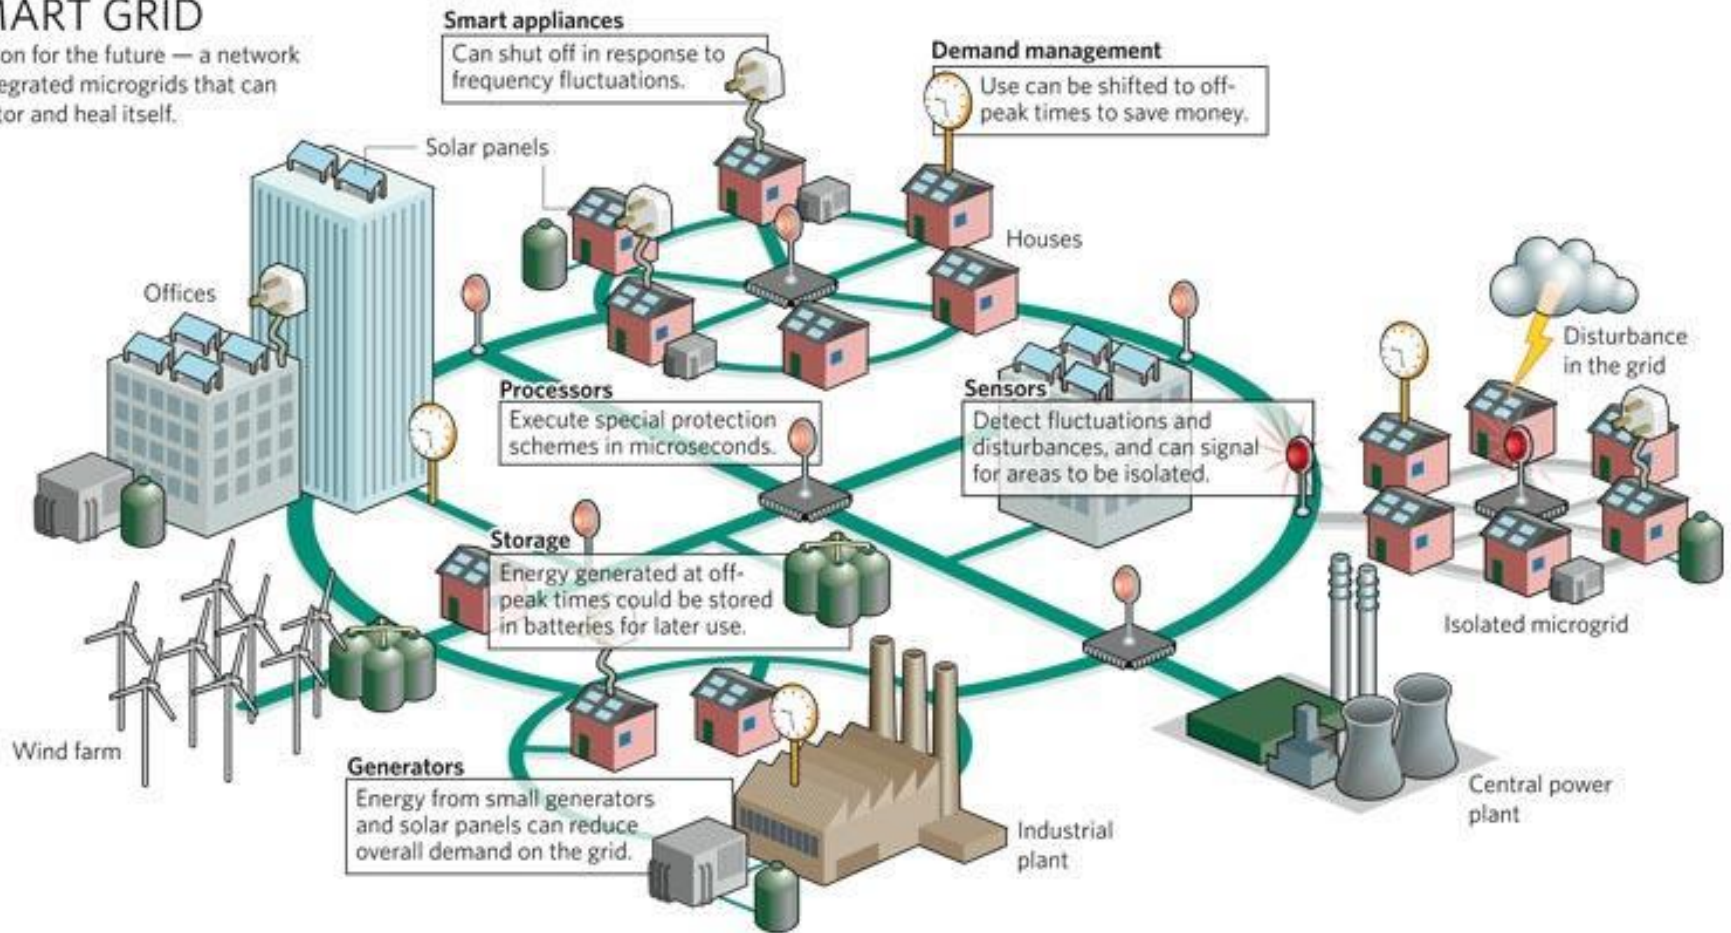 MART GRID
on for the future — a network
egrated microgrids that can
tor and heal itself.
Smart appliances
Can shut off in response to
frequency fluctuations.
Demand management
Use can be shifted to off-
peak times to save money.
Solar panels
Houses
Offices
Disturbance
in the grid
Processors
Execute special protection
schemes in microseconds.
Sensors
Detect fluctuations and
disturbances, and can signal
for areas to be isolated.
Storage
Energy generated at off-
peak times could be stored
in batteries for later use.
Isolated microgrid
Wind farm
Generators
Energy from small generators
and solar panels can reduce
overall demand on the grid.
Industrial
plant
Central power
plant